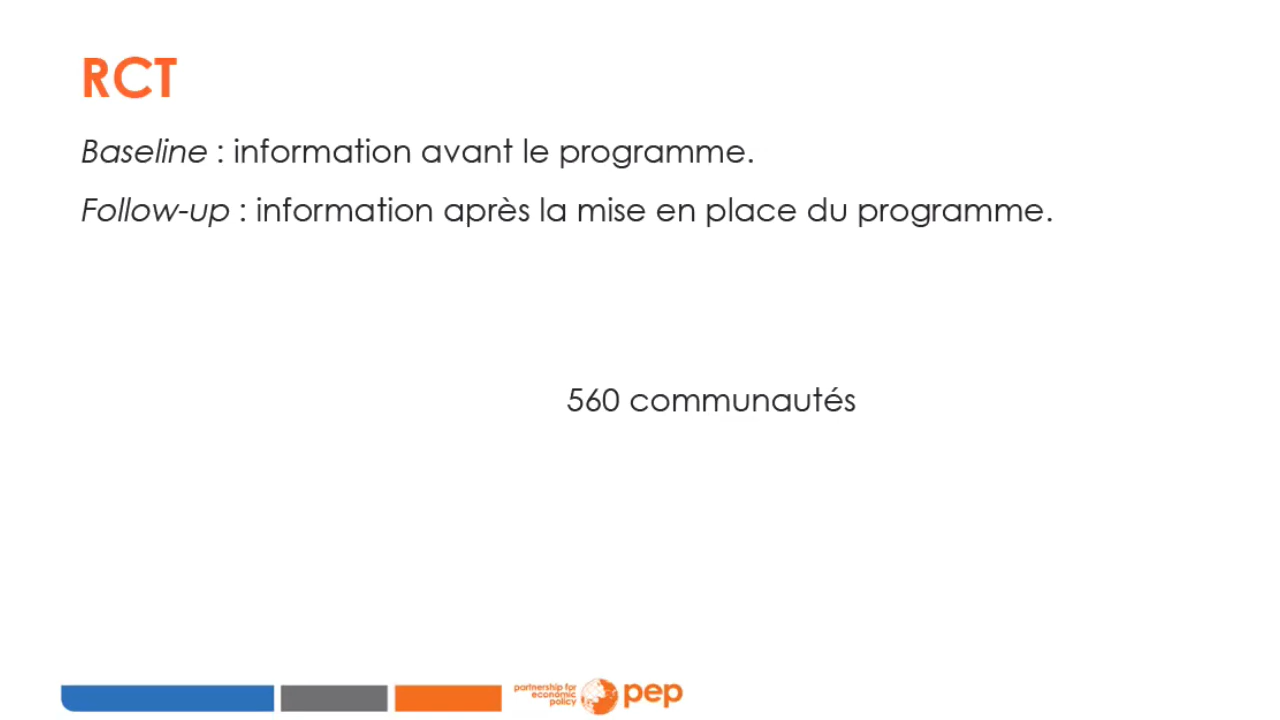 RCT
Baseline : information avant le programme.
Follow-up : information après la mise en place du programme.
560 communautés
partnership for
economic
policy
pep